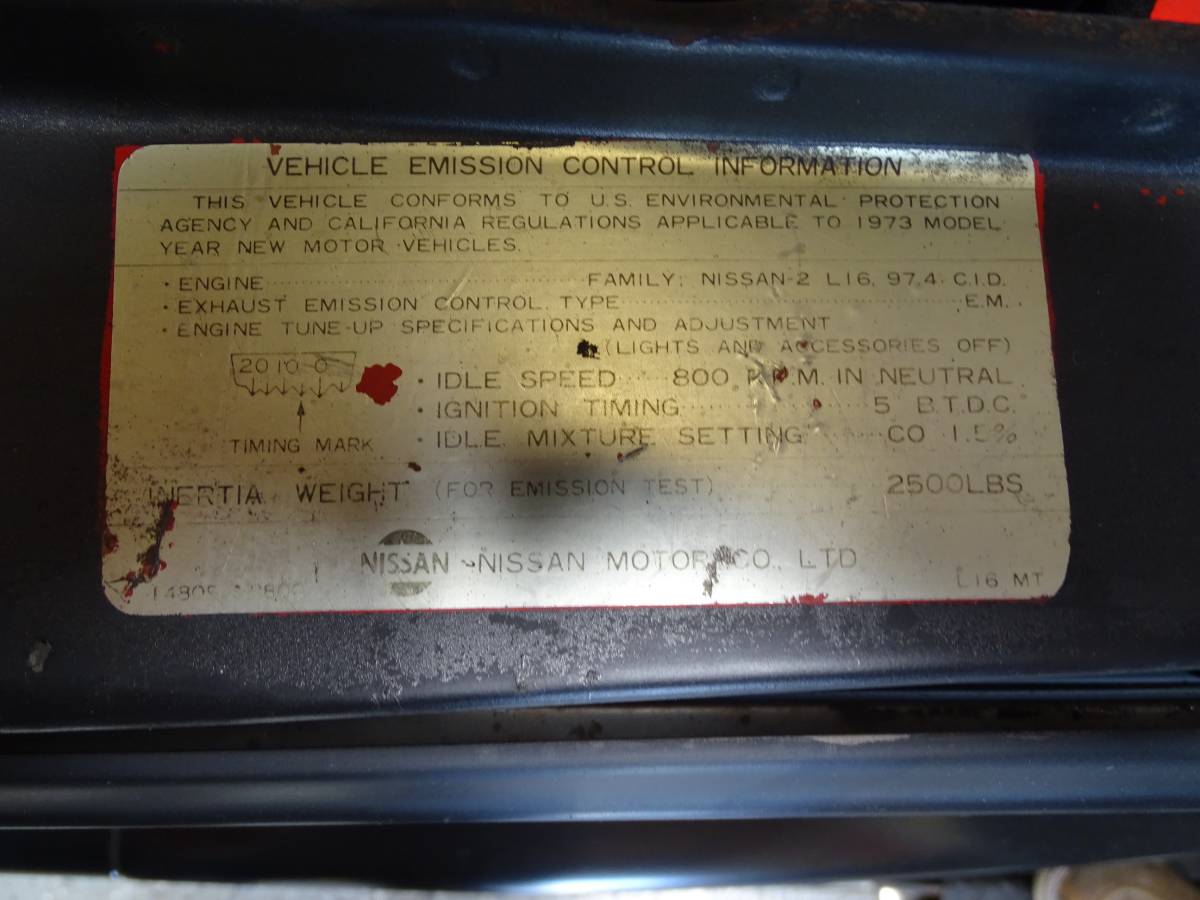 VEHICLE EMISSION CONTROL INFORMATION
THIS VEHICLE CONFORMS TO U.S. ENVIRONMENTAL PROTECTION
AGENCY AND CALIFORNIA REGULATIONS APPLICABLE TO 1973 MODEL
YEAR NEW MOTOR VEHICLES.
· ENGINE FAMILY; NISSAN-2 L16, 97.4. C.I.D.
· EXHAUST EMISSION CONTROL TYPE E.M.
· ENGINE TUNE-UP SPECIFICATIONS AND ADJUSTMENT
(LIGHTS AND ACCESSORIES OFF)
20 10 0
· IDLE SPEED 800 R.P.M. IN NEUTRAL
· IGNITION TIMING 5 B.T.D.C.
TIMING MARK
· IDLE MIXTURE SETTING CO 1.5%
INERTIA WEIGHT (FOR EMISSION TEST) 2500LBS
NISSAN NISSAN MOTOR CO., LTD
L16 MT